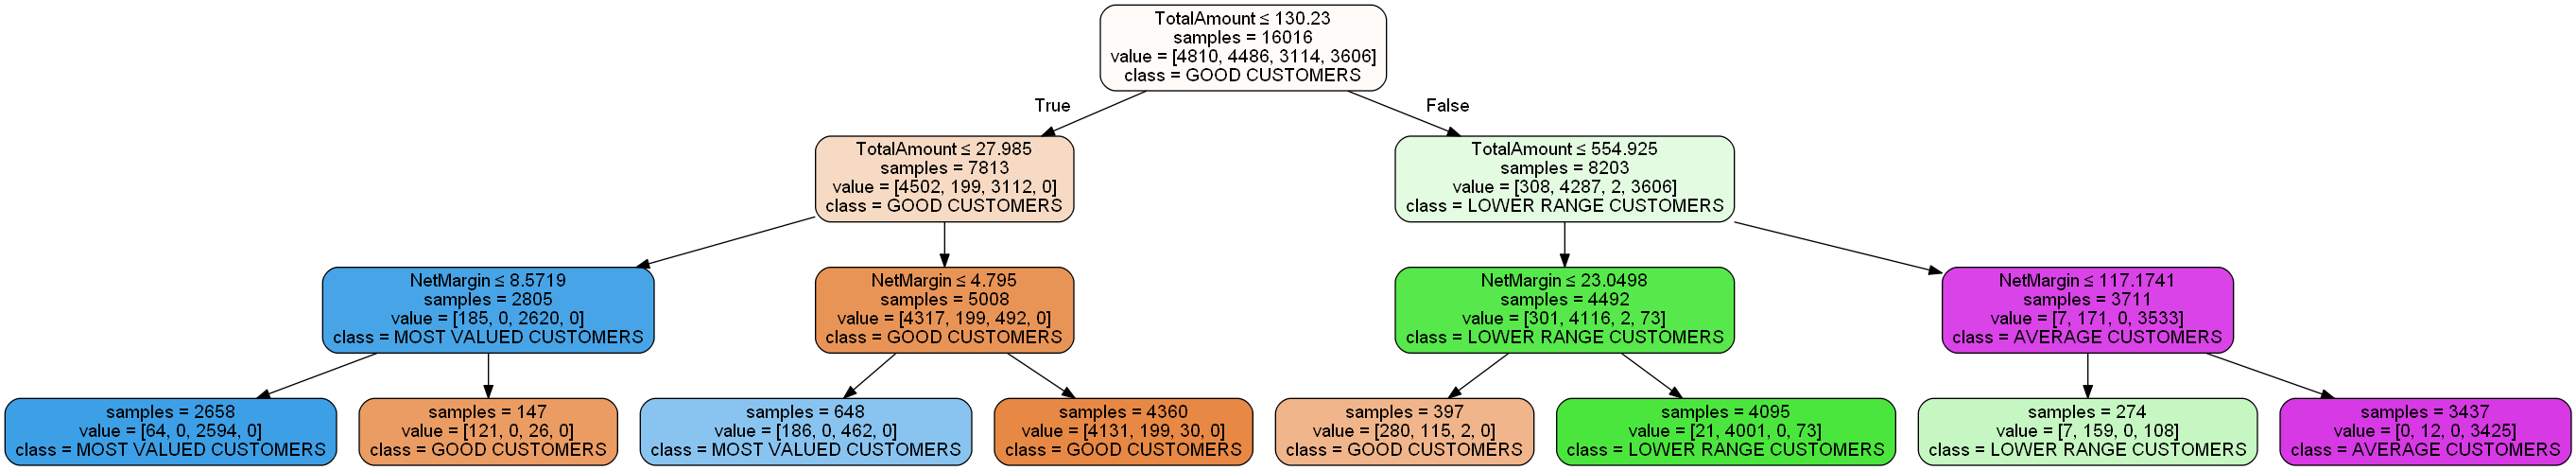 TotalAmount ≤ 130.23
samples = 16016
value = [4810, 4486, 3114, 3606]
class = GOOD CUSTOMERS
True
False
TotalAmount ≤ 27.985
samples = 7813
value = [4502, 199, 3112, 0]
class = GOOD CUSTOMERS
TotalAmount ≤ 554.925
samples = 8203
value = [308, 4287, 2, 3606]
class = LOWER RANGE CUSTOMERS
NetMargin ≤ 8.5719
samples = 2805
value = [185, 0, 2620, 0]
class = MOST VALUED CUSTOMERS
NetMargin ≤ 4.795
samples = 5008
value = [4317, 199, 492, 0]
class = GOOD CUSTOMERS
NetMargin ≤ 23.0498
samples = 4492
value = [301, 4116, 2, 73]
class = LOWER RANGE CUSTOMERS
NetMargin ≤ 117.1741
samples = 3711
value = [7, 171, 0, 3533]
class = AVERAGE CUSTOMERS
samples = 2658
value = [64, 0, 2594, 0]
class = MOST VALUED CUSTOMERS
samples = 147
value = [121, 0, 26, 0]
class = GOOD CUSTOMERS
samples = 648
value = [186, 0, 462, 0]
class = MOST VALUED CUSTOMERS
samples = 4360
value = [4131, 199, 30, 0]
class = GOOD CUSTOMERS
samples = 397
value = [280, 115, 2, 0]
class = GOOD CUSTOMERS
samples = 4095
value = [21, 4001, 0, 73]
class = LOWER RANGE CUSTOMERS
samples = 274
value = [7, 159, 0, 108]
class = LOWER RANGE CUSTOMERS
samples = 3437
value = [0, 12, 0, 3425]
class = AVERAGE CUSTOMERS